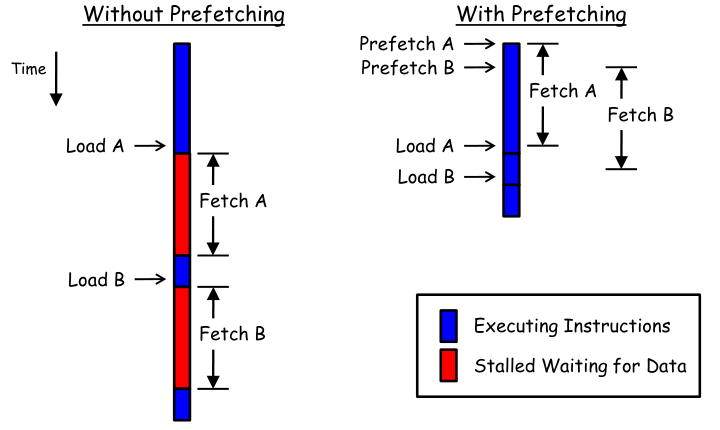 Without Prefetching
Time
Load A
Fetch A
Load B
Fetch B
With Prefetching
Prefetch A
Prefetch B
Fetch A
Fetch B
Load A
Load B
Executing Instructions
Stalled Waiting for Data